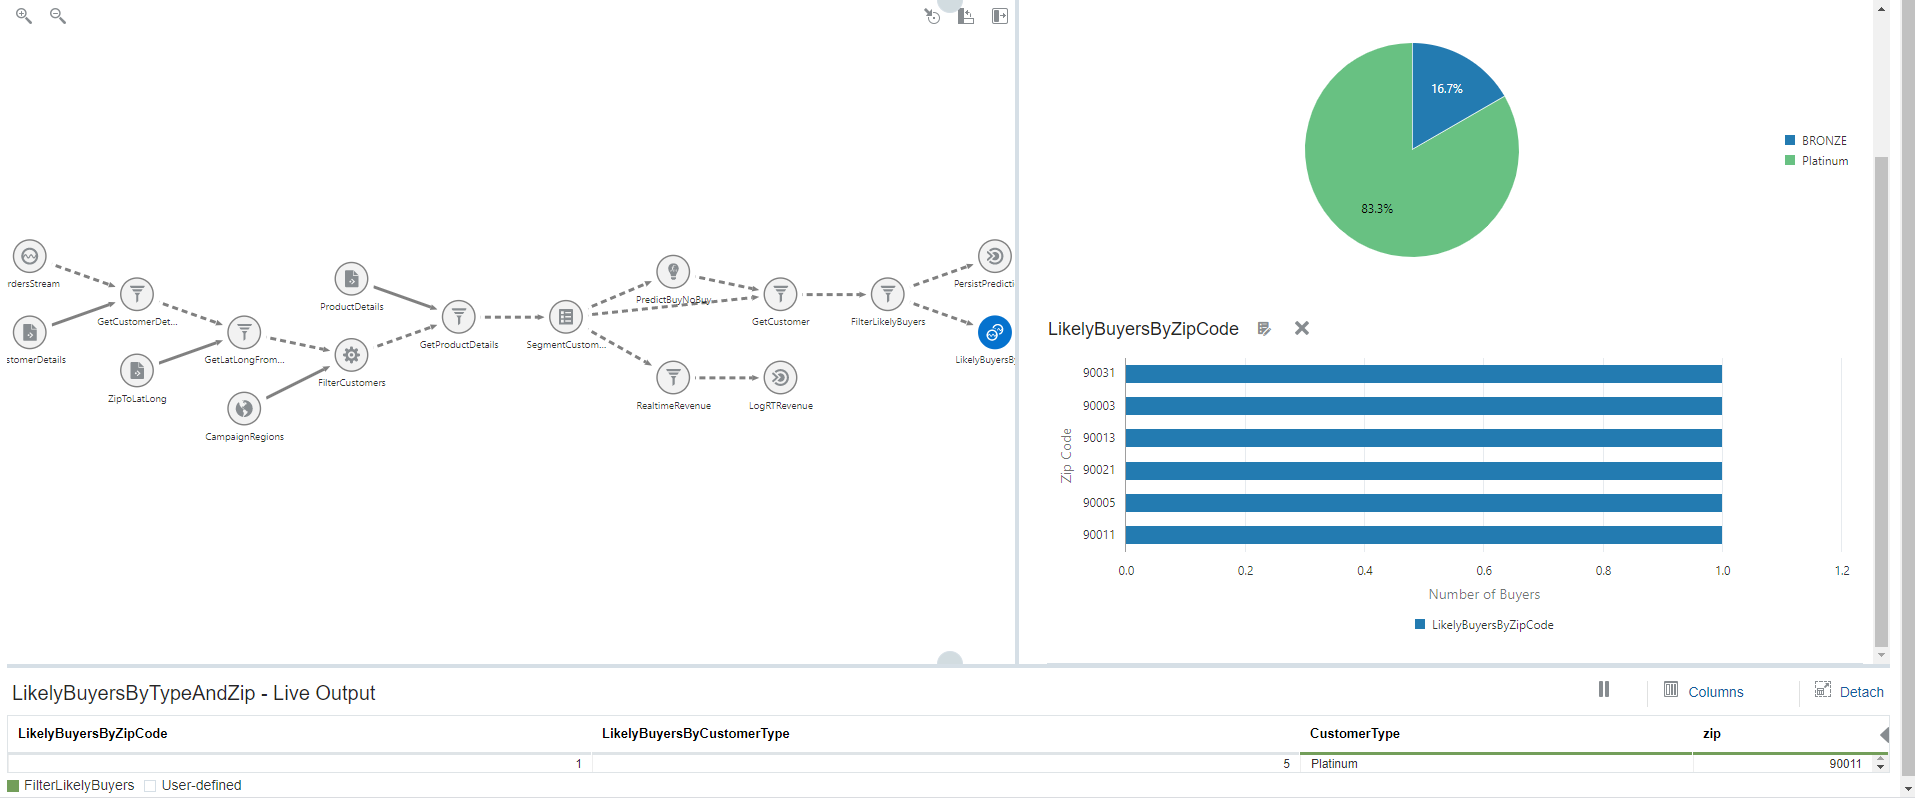 rdersStream
stomerDetails
GetCustomerDet...
ZipToLatLong
GetLatLongFrom...
CampaignRegions
ProductDetails
FilterCustomers
GetProductDetails
SegmentCustom...
PredictBuyNoBuy
RealtimeRevenue
GetCustomer
LogRTRevenue
FilterLikelyBuyers
PersistPredicti
LikelyBuyersBy
16.7%
83.3%
BRONZE
Platinum
LikelyBuyersByZipCode
Zip Code
90031
90003
90013
90021
90005
90011
0.0 0.2 0.4 0.6 0.8 1.0 1.2
Number of Buyers
LikelyBuyersByZipCode
LikelyBuyersByTypeAndZip - Live Output
Columns
Detach
LikelyBuyersByZipCode LikelyBuyersByCustomerType CustomerType zip
1 5 Platinum 90011
FilterLikelyBuyers User-defined